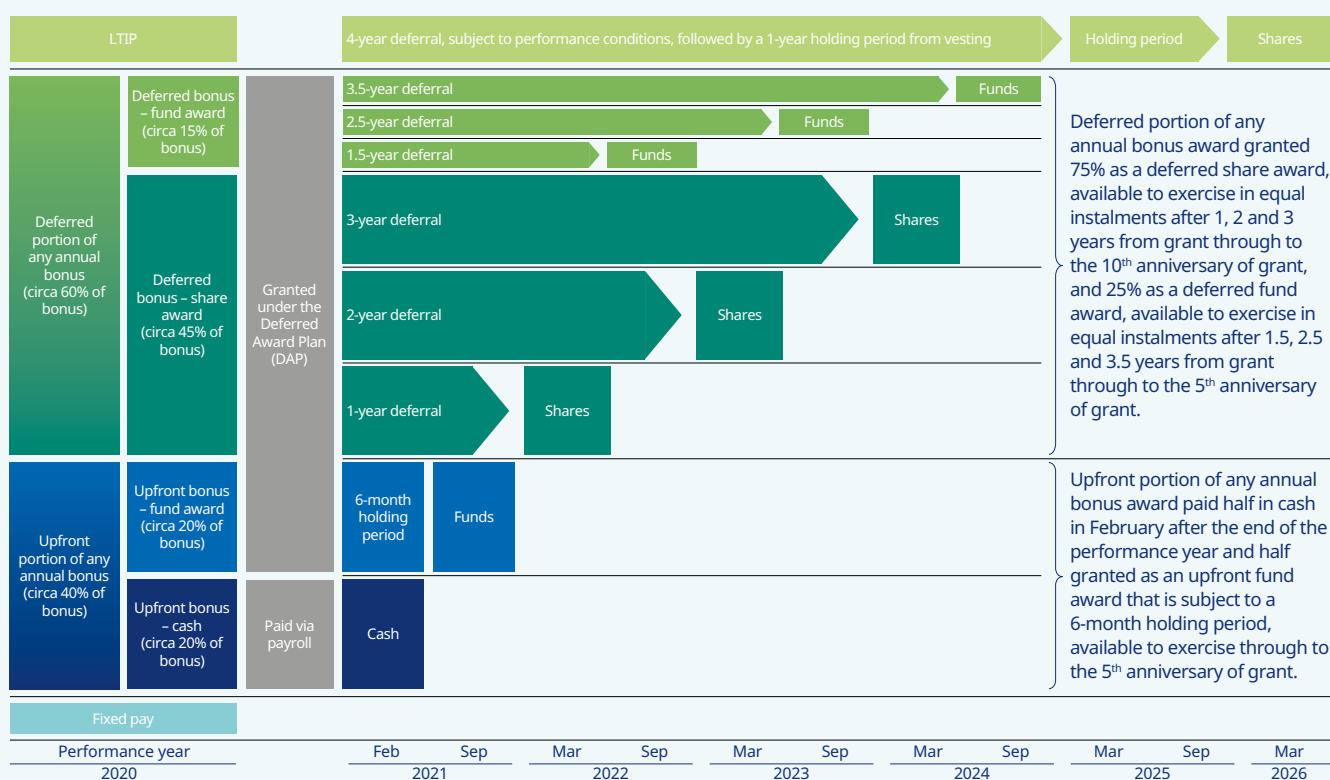 LTIP
4-year deferral, subject to performance conditions, followed by a 1-year holding period from vesting
Holding period
Shares
Deferred
portion of
any annual
bonus
(circa 60% of
bonus)
Deferred bonus
– fund award
(circa 15% of
bonus)
Deferred
bonus – share
award
(circa 45% of
bonus)
Granted
under the
Deferred
Award Plan
(DAP)
3.5-year deferral
Funds
2.5-year deferral
Funds
1.5-year deferral
Funds
3-year deferral
Shares
2-year deferral
Shares
1-year deferral
Shares
Deferred portion of any
annual bonus award granted
75% as a deferred share award,
available to exercise in equal
instalments after 1, 2 and 3
years from grant through to
the 10th anniversary of grant,
and 25% as a deferred fund
award, available to exercise in
equal instalments after 1.5, 2.5
and 3.5 years from grant
through to the 5th anniversary
of grant.
Upfront
portion of any
annual bonus
(circa 40% of
bonus)
Upfront bonus
– fund award
(circa 20% of
bonus)
6-month
holding
period
Funds
Upfront bonus
– cash
(circa 20% of
bonus)
Paid via
payroll
Cash
Upfront portion of any annual
bonus award paid half in cash
in February after the end of the
performance year and half
granted as an upfront fund
award that is subject to a
6-month holding period,
available to exercise through to
the 5th anniversary of grant.
Fixed pay
Performance year
Feb
Sep
Mar
Sep
Mar
Sep
Mar
Sep
Mar
Sep
Mar
2020
2021
2022
2023
2024
2025
2026